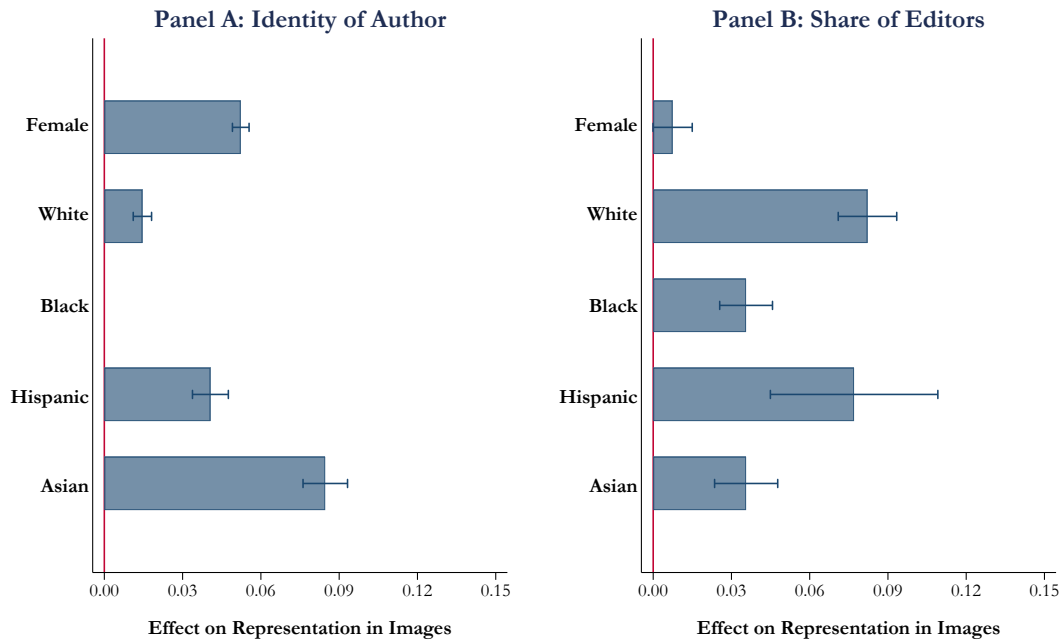 Panel A: Identity of Author
Female
White
Black
Hispanic
Asian
0.00 0.03 0.06 0.09 0.12 0.15
Effect on Representation in Images
Panel B: Share of Editors
Female
White
Black
Hispanic
Asian
0.00 0.03 0.06 0.09 0.12 0.15
Effect on Representation in Images